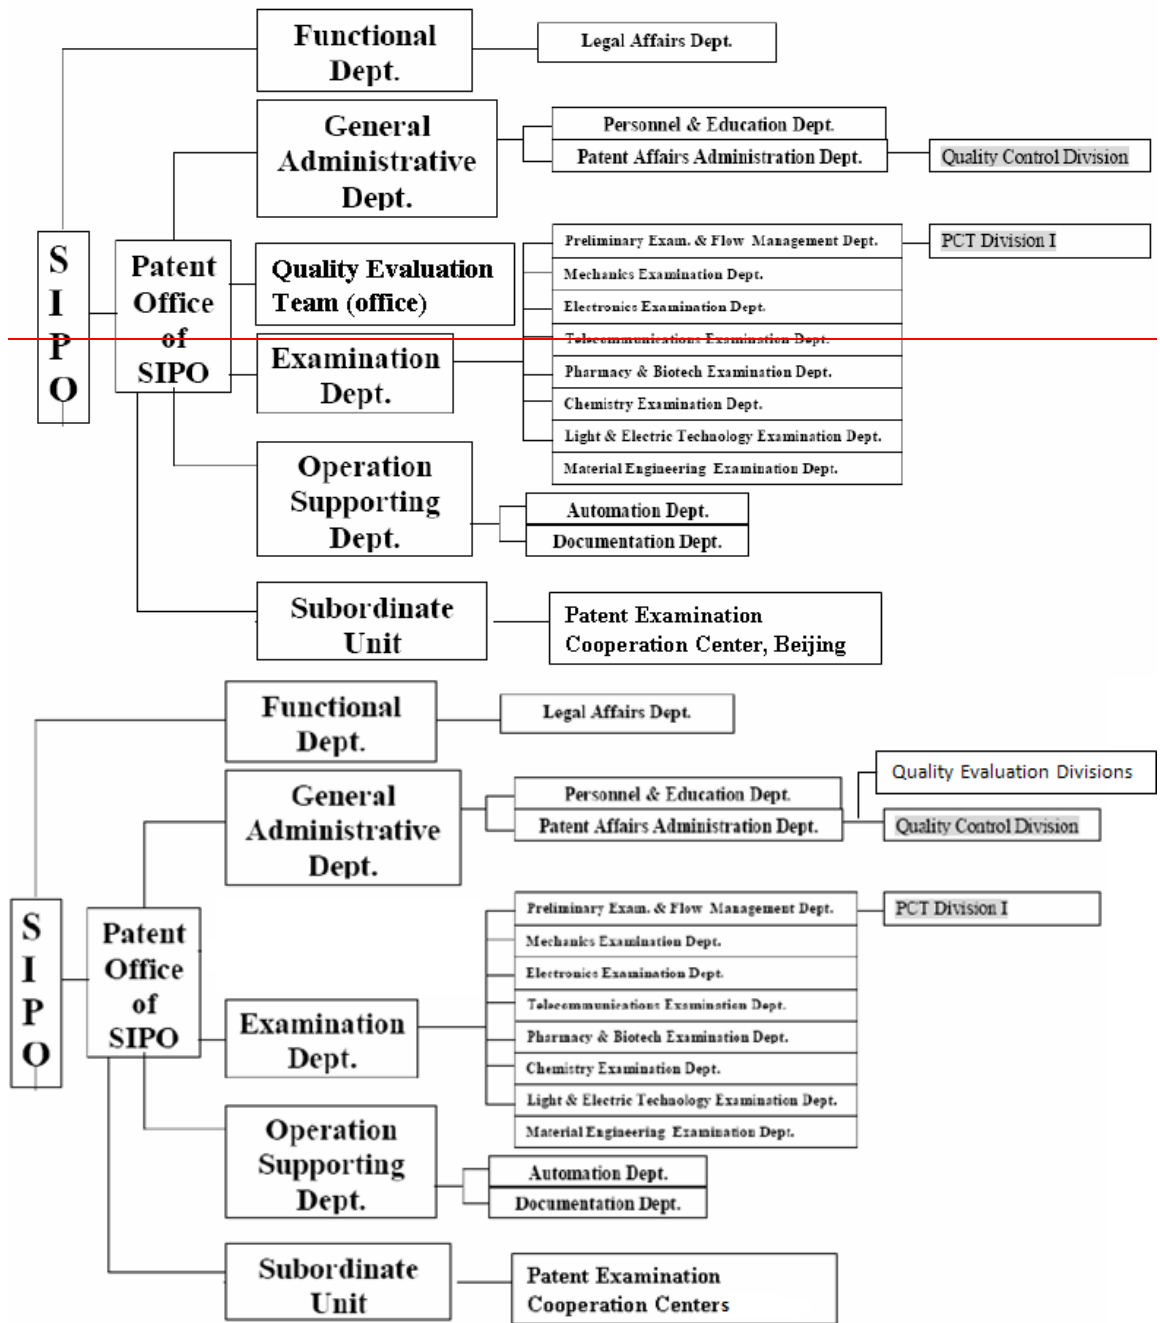 Functional
Dept.
Legal Affairs Dept.
General
Administrative
Dept.
Personnel & Education Dept.
Patent Affairs Administration Dept.
Quality Control Division
S
I
P
O
Patent
Office
of
SIPO
Quality Evaluation
Team (office)
Preliminary Exam. & Flow Management Dept.
PCT Division I
Mechanics Examination Dept.
Electronics Examination Dept.
Telecommunications Examination Dept.
Pharmacy & Biotech Examination Dept.
Chemistry Examination Dept.
Light & Electric Technology Examination Dept.
Material Engineering Examination Dept.
Examination
Dept.
Operation
Supporting
Dept.
Automation Dept.
Documentation Dept.
Subordinate
Unit
Patent Examination
Cooperation Center, Beijing
Functional
Dept.
Legal Affairs Dept.
Quality Evaluation Divisions
General
Administrative
Dept.
Personnel & Education Dept.
Patent Affairs Administration Dept.
Quality Control Division
S
I
P
O
Patent
Office
of
SIPO
Preliminary Exam. & Flow Management Dept.
PCT Division I
Mechanics Examination Dept.
Electronics Examination Dept.
Telecommunications Examination Dept.
Pharmacy & Biotech Examination Dept.
Chemistry Examination Dept.
Light & Electric Technology Examination Dept.
Material Engineering Examination Dept.
Examination
Dept.
Operation
Supporting
Dept.
Automation Dept.
Documentation Dept.
Subordinate
Unit
Patent Examination
Cooperation Centers